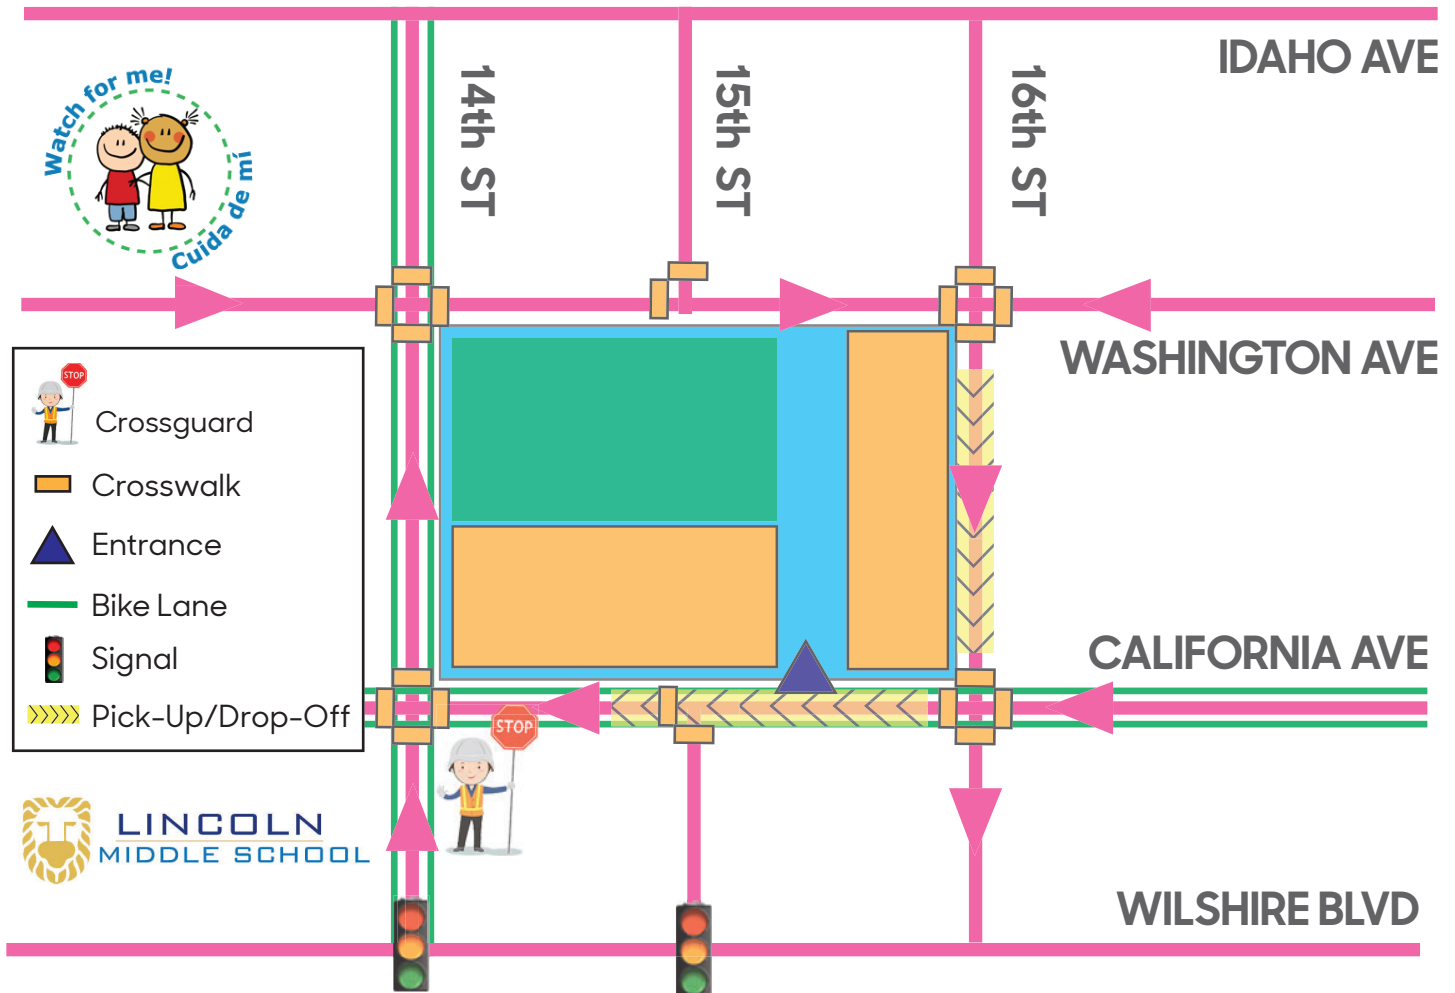 IDAHO AVE
Watch for me!
Cuida de mí
14th ST
15th ST
16th ST
WASHINGTON AVE
STOP
Crossguard
Crosswalk
Entrance
Bike Lane
Signal
Pick-Up/Drop-Off
CALIFORNIA AVE
STOP
LINCOLN
MIDDLE SCHOOL
WILSHIRE BLVD